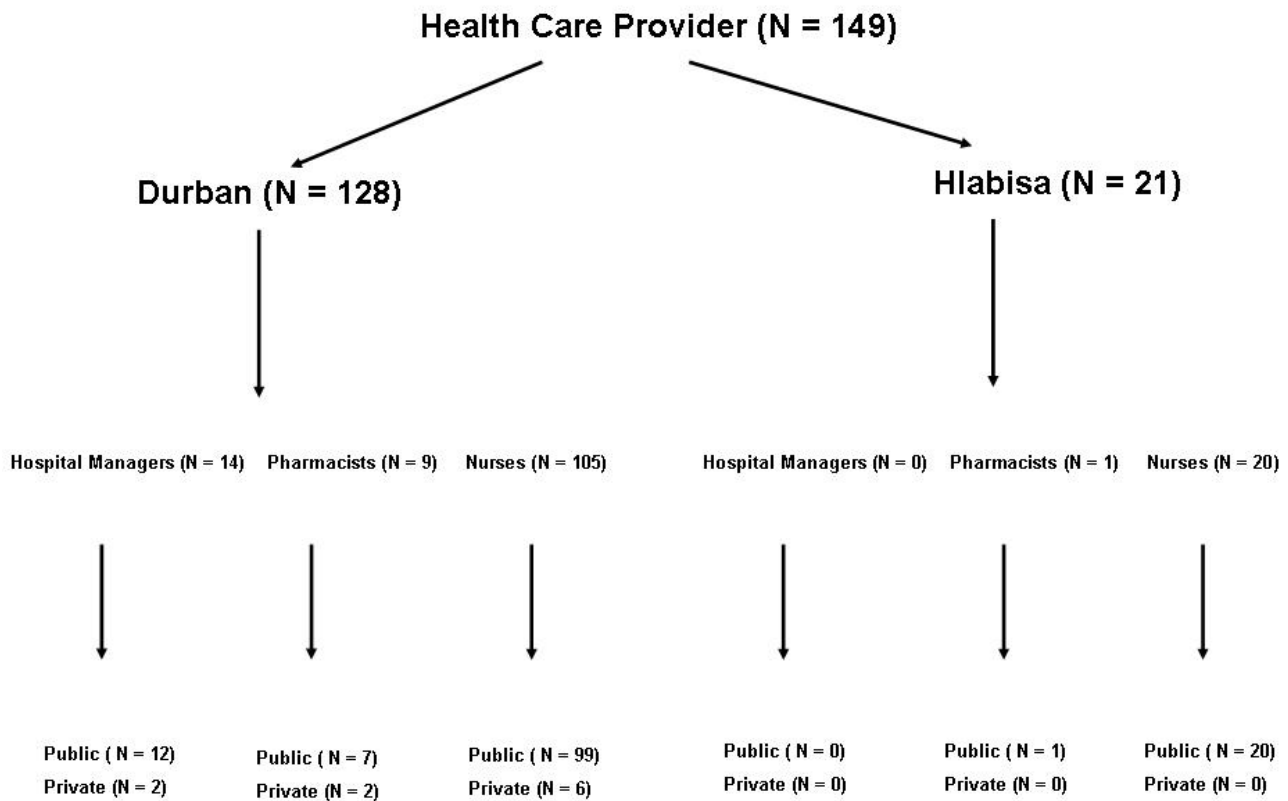 Health Care Provider (N = 149)
Durban (N = 128)
Hlabisa (N = 21)
Hospital Managers (N = 14) Pharmacists (N = 9) Nurses (N = 105) Hospital Managers (N = 0) Pharmacists (N = 1) Nurses (N = 20)
Public ( N = 12) Public ( N = 7) Public ( N = 99) Public ( N = 0) Public ( N = 1) Public ( N = 20)
Private (N = 2) Private (N = 2) Private (N = 6) Private (N = 0) Private (N = 0) Private (N = 0)